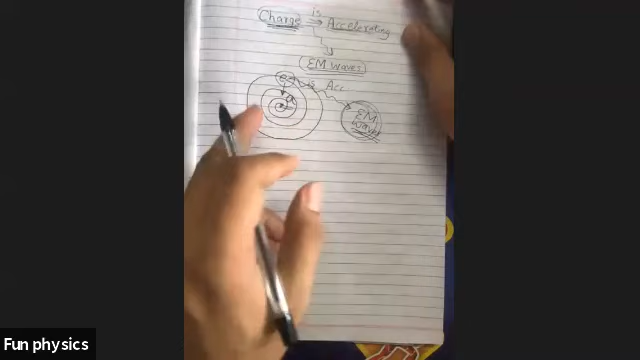 is
Charge ⇒ Accelerating
EM waves
e- is Acc
EM
waves
Fun physics